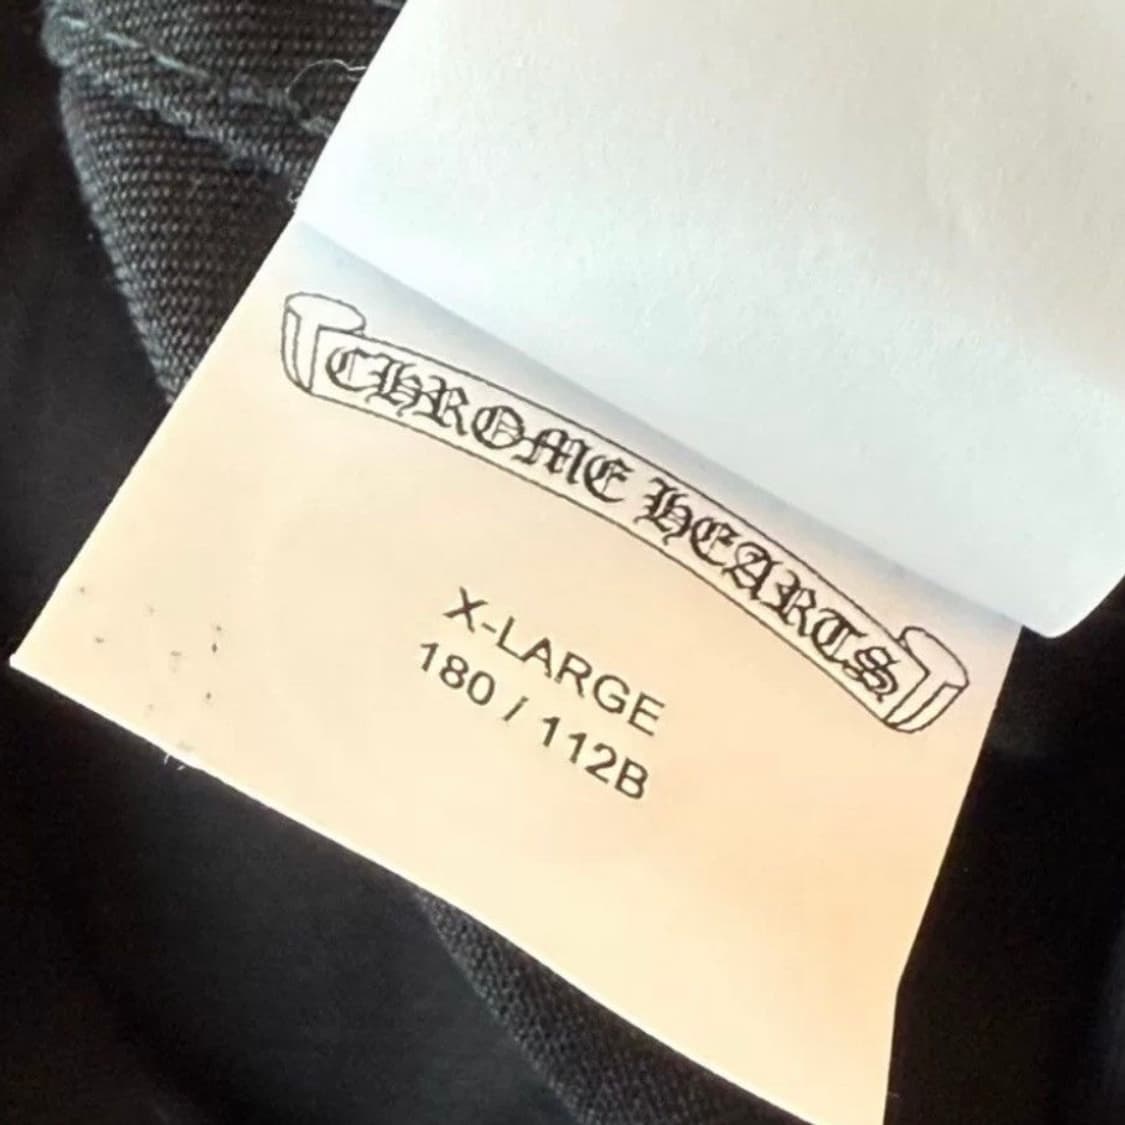 CHROME HEARTS
X-LARGE
180 / 112B